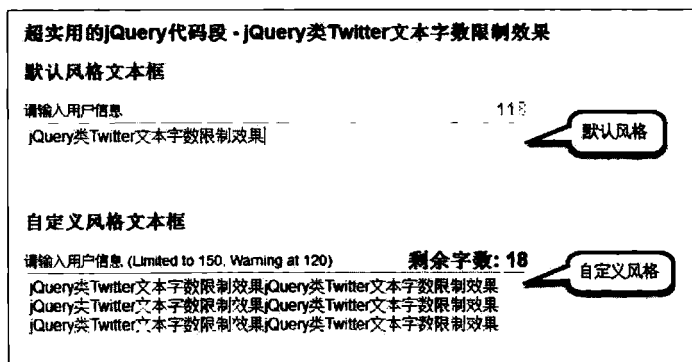 超实用的jQuery代码段 - jQuery类Twitter文本字数限制效果
默认风格文本框
请输入用户信息 118
jQuery类Twitter文本字数限制效果
默认风格
自定义风格文本框
请输入用户信息 (Limited to 150, Warning at 120) 剩余字数: 18
自定义风格
jQuery类Twitter文本字数限制效果jQuery类Twitter文本字数限制效果
jQuery类Twitter文本字数限制效果jQuery类Twitter文本字数限制效果
jQuery类Twitter文本字数限制效果jQuery类Twitter文本字数限制效果